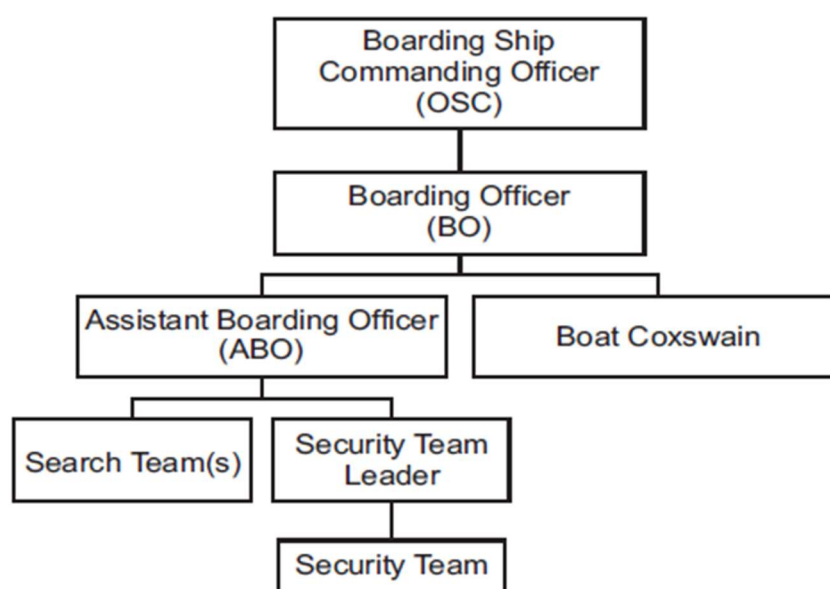 Boarding Ship
Commanding Officer
(OSC)
Boarding Officer
(BO)
Assistant Boarding Officer
(ABO)
Boat Coxswain
Search Team(s)
Security Team
Leader
Security Team